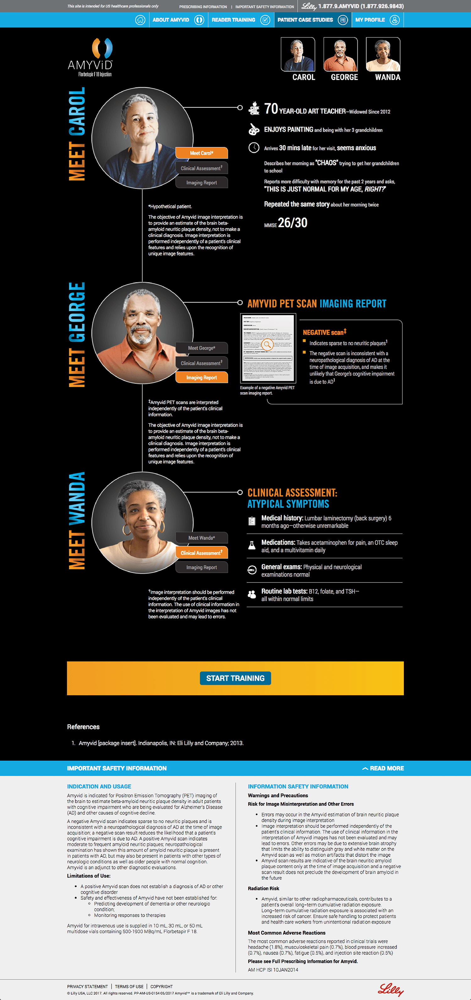 This site is intended for US healthcare professionals only
PRESCRIBING INFORMATION | IMPORTANT SAFETY INFORMATION
Lilly 1.877.9.AMYVID (1.877.926.9843)
ABOUT AMYVID
READER TRAINING
PATIENT CASE STUDIES
MY PROFILE
AMYViD™
Florbetapir F 18 Injection
CAROL
GEORGE
WANDA
MEET CAROL
Meet Carol*
Clinical Assessment†
Imaging Report
70 YEAR-OLD ART TEACHER–Widowed Since 2012
ENJOYS PAINTING and being with her 3 grandchildren
Arrives 30 mins late for her visit, seems anxious
Describes her morning as "CHAOS" trying to get her grandchildren
to school
Reports more difficulty with memory for the past 2 years and asks,
"THIS IS JUST NORMAL FOR MY AGE, RIGHT?"
Repeated the same story about her morning twice
MMSE 26/30
*Hypothetical patient.
The objective of Amyvid image interpretation is
to provide an estimate of the brain beta-
amyloid neuritic plaque density, not to make a
clinical diagnosis. Image interpretation is
performed independently of a patient's clinical
features and relies upon the recognition of
unique image features.
MEET GEORGE
Meet George*
Clinical Assessment†
Imaging Report
AMYVID PET SCAN IMAGING REPORT
Example of a negative Amyvid PET
scan imaging report.
NEGATIVE scan‡
Indicates sparse to no neuritic plaques1
The negative scan is inconsistent with a
neuropathological diagnosis of AD at the
time of image acquisition, and makes it
unlikely that George's cognitive impairment
is due to AD1
‡Amyvid PET scans are interpreted
independently of the patient's clinical
information.
The objective of Amyvid image interpretation is
to provide an estimate of the brain beta-
amyloid neuritic plaque density, not to make a
clinical diagnosis. Image interpretation is
performed independently of a patient's clinical
features and relies upon the recognition of
unique image features.
MEET WANDA
Meet Wanda*
Clinical Assessment†
Imaging Report
CLINICAL ASSESSMENT:
ATYPICAL SYMPTOMS
Medical history: Lumbar laminectomy (back surgery) 6
months ago—otherwise unremarkable
Medications: Takes acetaminophen for pain, an OTC sleep
aid, and a multivitamin daily
General exams: Physical and neurological
examinations normal
Routine lab tests: B12, folate, and TSH—
all within normal limits
†Image interpretation should be performed
independently of the patient's clinical
information. The use of clinical information in
the interpretation of Amyvid images has not
been evaluated and may lead to errors.
START TRAINING
References
1. Amyvid [package insert]. Indianapolis, IN: Eli Lilly and Company; 2013.
IMPORTANT SAFETY INFORMATION
READ MORE
INDICATION AND USAGE
Amyvid is indicated for Positron Emission Tomography (PET) imaging of
the brain to estimate beta-amyloid neuritic plaque density in adult patients
with cognitive impairment who are being evaluated for Alzheimer's Disease
(AD) and other causes of cognitive decline.
A negative Amyvid scan indicates sparse to no neuritic plaques and is
inconsistent with a neuropathological diagnosis of AD at the time of image
acquisition; a negative scan result reduces the likelihood that a patient's
cognitive impairment is due to AD. A positive Amyvid scan indicates
moderate to frequent amyloid neuritic plaques; neuropathological
examination has shown this amount of amyloid neuritic plaque is present
in patients with AD, but may also be present in patients with other types of
neurologic conditions as well as older people with normal cognition.
Amyvid is an adjunct to other diagnostic evaluations.
Limitations of Use:
• A positive Amyvid scan does not establish a diagnosis of AD or other
cognitive disorder
• Safety and effectiveness of Amyvid have not been established for:
Predicting development of dementia or other neurologic
condition;
Monitoring responses to therapies
Amyvid for intravenous use is supplied in 10 mL, 30 mL, or 50 mL
multidose vials containing 500-1900 MBq/mL Florbetapir F 18.
INFORMATION SAFETY INFORMATION
Warnings and Precautions
Risk for Image Misinterpretation and Other Errors
• Errors may occur in the Amyvid estimation of brain neuritic plaque
density during image interpretation
• Image interpretation should be performed independently of the
patient's clinical information. The use of clinical information in the
interpretation of Amyvid images has not been evaluated and may
lead to errors. Other errors may be due to extensive brain atrophy
that limits the ability to distinguish gray and white matter on the
Amyvid scan as well as motion artifacts that distort the image
• Amyvid scan results are indicative of the brain neuritic amyloid
plaque content only at the time of image acquisition and a negative
scan result does not preclude the development of brain amyloid in
the future
Radiation Risk
• Amyvid, similar to other radiopharmaceuticals, contributes to a
patient's overall long-term cumulative radiation exposure.
Long-term cumulative radiation exposure is associated with an
increased risk of cancer. Ensure safe handling to protect patients
and health care workers from unintentional radiation exposure
Most Common Adverse Reactions
The most common adverse reactions reported in clinical trials were
headache (1.8%), musculoskeletal pain (0.7%), blood pressure increased
(0.7%), nausea (0.7%), fatigue (0.5%), and injection site reaction (0.5%)
Please see Full Prescribing Information for Amyvid.
AM HCP ISI 10JAN2014
PRIVACY STATEMENT | TERMS OF USE | COPYRIGHT
© Lilly USA, LLC 2017. All rights reserved. PP-AM-US-0154 05/2017 Amyvid™ is a trademark of Eli Lilly and Company.
Lilly